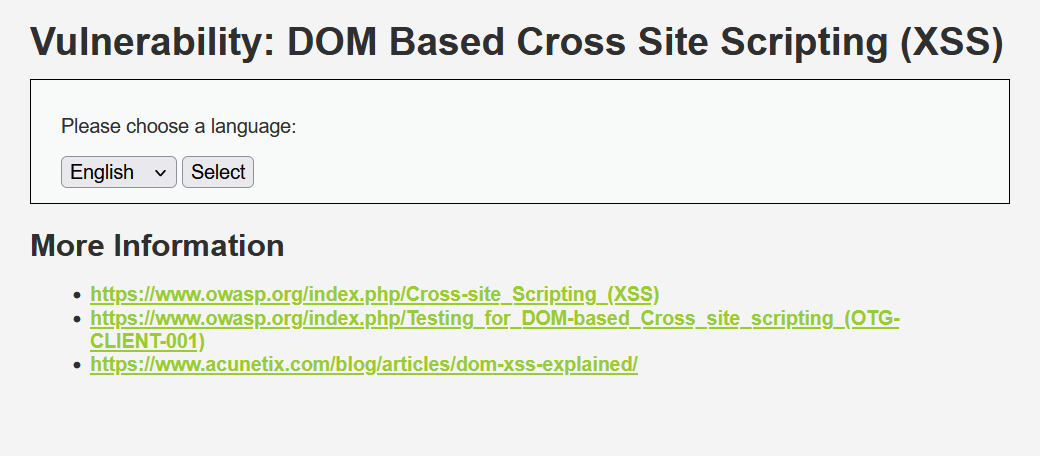 Vulnerability: DOM Based Cross Site Scripting (XSS)
Please choose a language:
English Select
More Information
https://www.owasp.org/index.php/Cross-site_Scripting_(XSS)
https://www.owasp.org/index.php/Testing_for_DOM-based_Cross_site_scripting_(OTG-
CLIENT-001)
https://www.acunetix.com/blog/articles/dom-xss-explained/